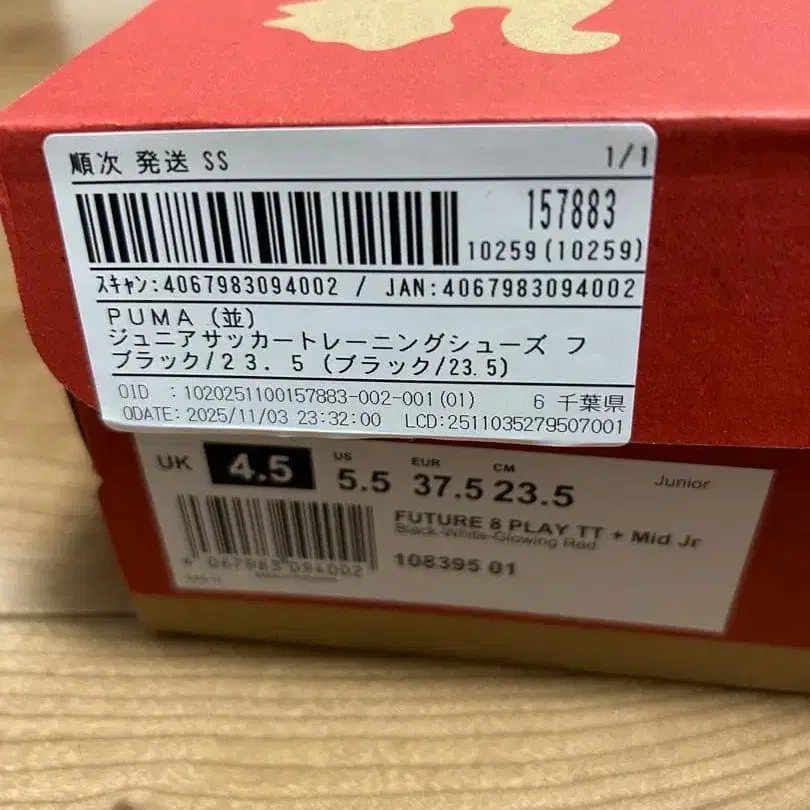 順次 発送 SS 1/1
157883
10259(10259)
ｽｷｬﾝ:4067983094002 / JAN:4067983094002
ＰＵＭＡ（並）
ジュニアサッカートレーニングシューズ フ
ブラック/２３．５（ブラック/23.5）
OID :1020251100157883-002-001(01) 6 千葉県
ODATE: 2025/11/03 23:32:00 LCD:2511035279507001
UK 4.5 US 5.5 EUR 37.5 CM 23.5 Junior
FUTURE 8 PLAY TT + Mid Jr
Black-White-Glowing Red
108395 01
4 067983 094002